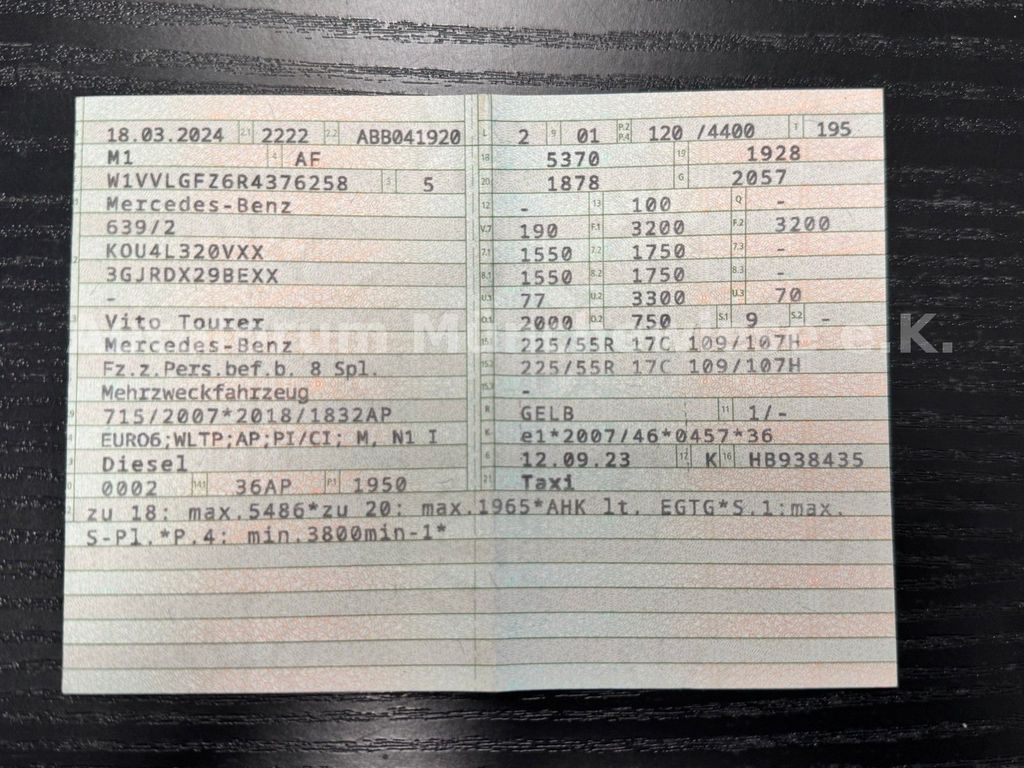 18.03.2024 2.1 2222 2.2 ABB041920
M1 4 AF
W1VVLGFZ6R4376258 3 5
Mercedes-Benz
639/2
KOU4L320VXX
3GJRDX29BEXX
-
Vito Tourer
Mercedes-Benz
Fz.z.Pers.bef.b. 8 Spl.
Mehrzweckfahrzeug
715/2007*2018/1832AP
EURO6;WLTP;AP;PI/CI; M, N1 I
Diesel
0002 14.1 36AP P.1 1950
L 2 9 01 P.2 P.4 120 /4400 T 195
18 5370 19 1928
20 1878 G 2057
12 - 13 100 Q -
V.7 190 F.1 3200 F.2 3200
7.1 1550 7.2 1750 7.3 -
8.1 1550 8.2 1750 8.3 -
U.1 77 U.2 3300 U.3 70
O.1 2000 O.2 750 S.1 9 S.2 -
15.1 225/55R 17C 109/107H
15.2 225/55R 17C 109/107H
15.3 -
R GELB 11 1/-
K e1*2007/46*0457*36
6 12.09.23 17 K 16 HB938435
21 Taxi
zu 18: max.5486*zu 20: max.1965*AHK lt. EGTG*S.1:max.
S-Pl.*P.4: min.3800min-1*
e.K.